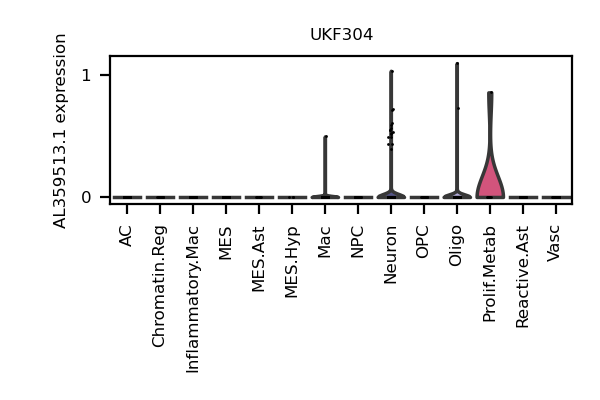 UKF304
AL359513.1 expression
1
0
AC
Chromatin.Reg
Inflammatory.Mac
MES
MES.Ast
MES.Hyp
Mac
NPC
Neuron
OPC
Oligo
Prolif.Metab
Reactive.Ast
Vasc